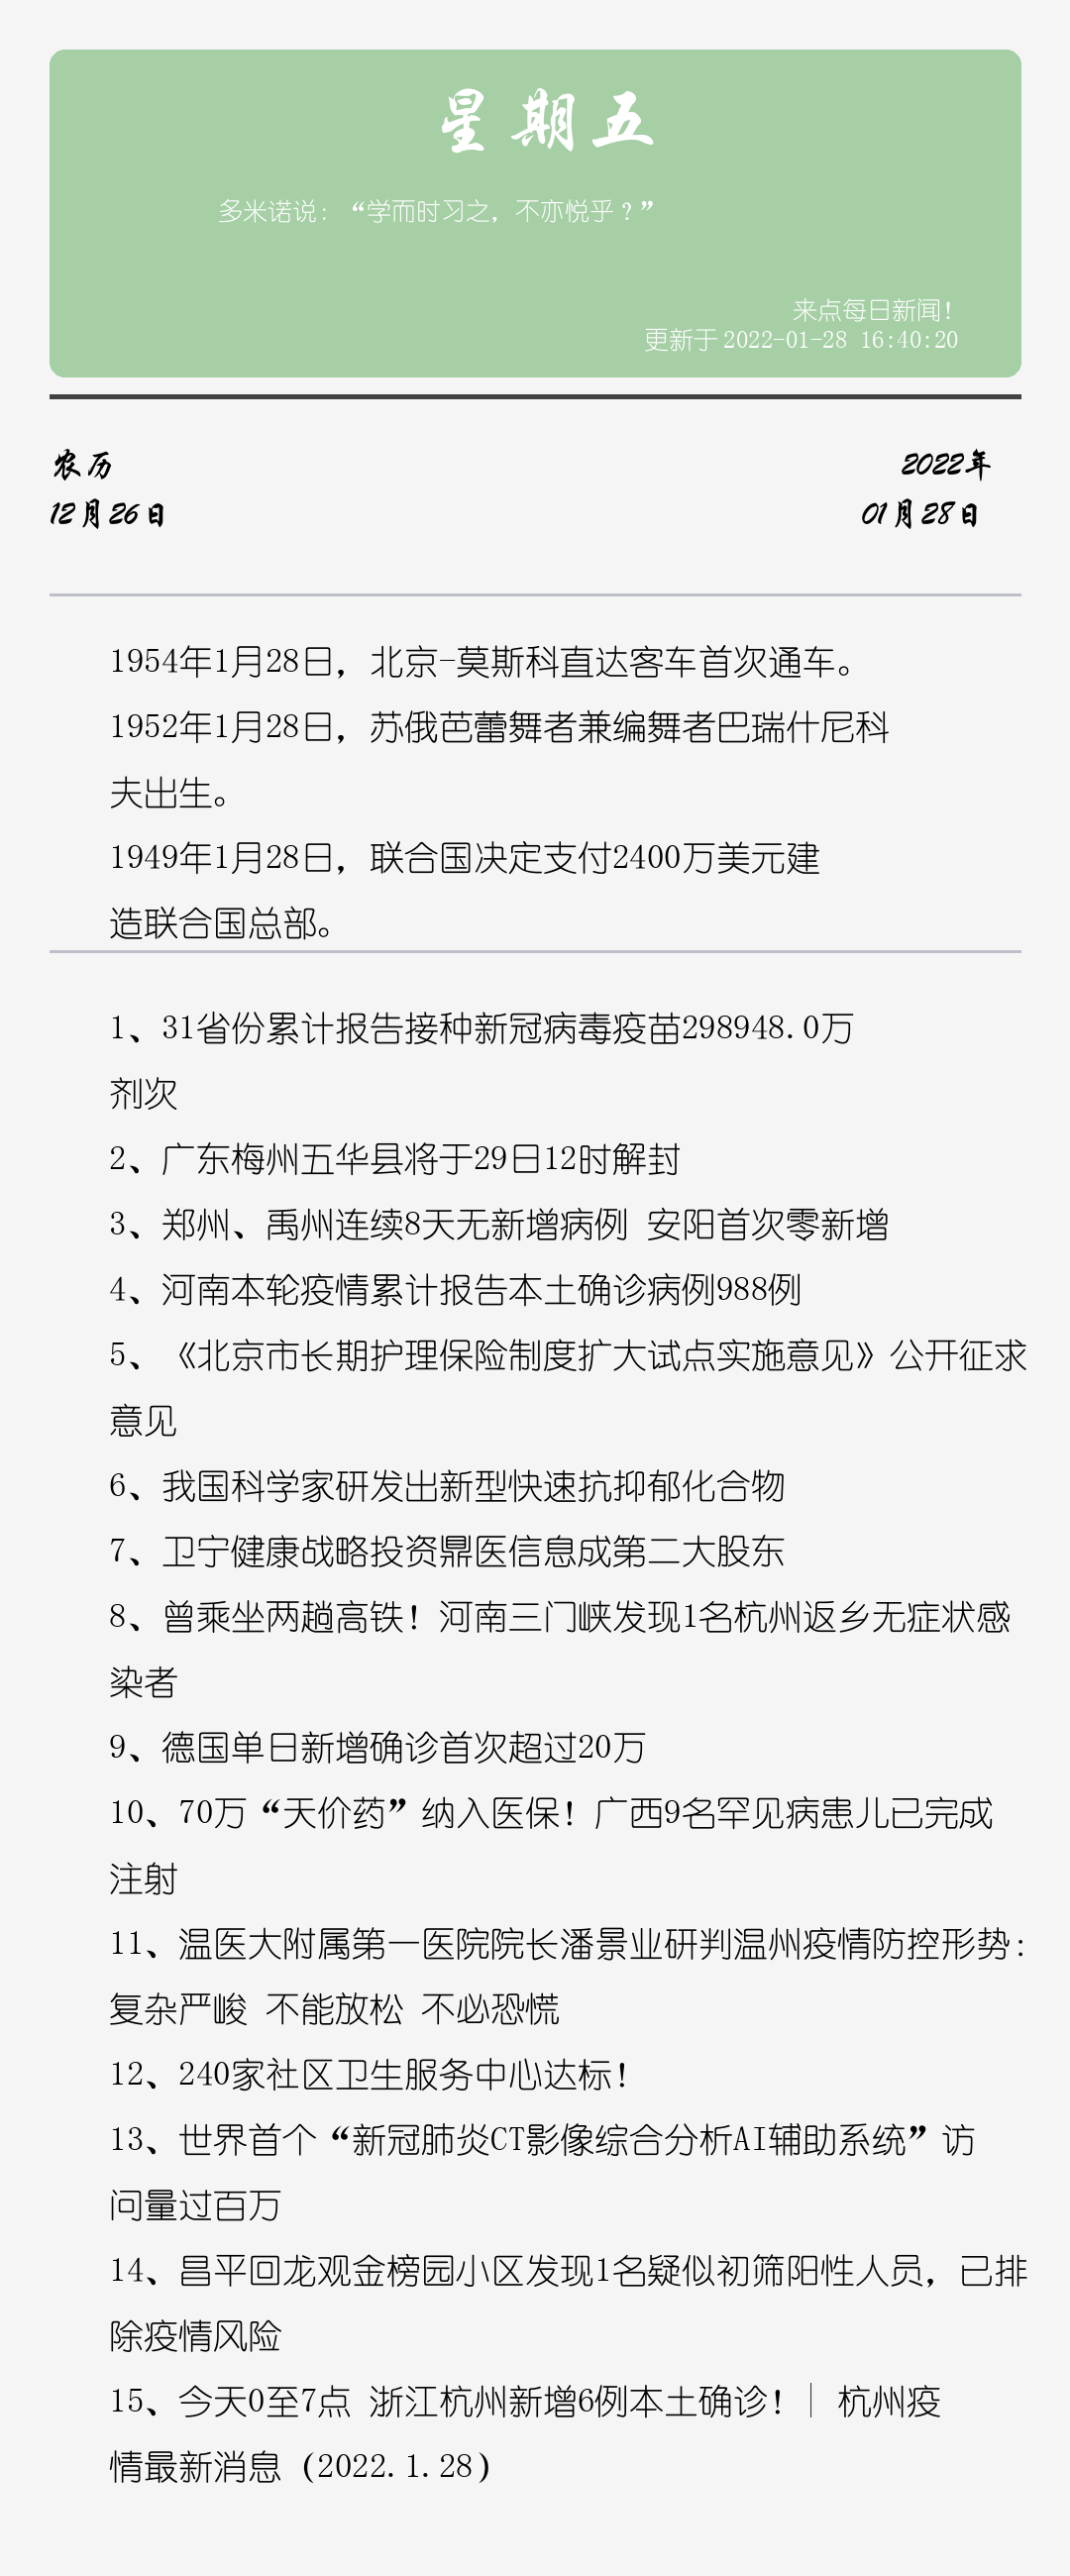 星期五
多米诺说：“学而时习之，不亦悦乎？”
来点每日新闻！
更新于2022-01-28 16:40:20
农历
2022年
12月26日
01月28日
1954年1月28日，北京-莫斯科直达客车首次通车。
1952年1月28日，苏俄芭蕾舞者兼编舞者巴瑞什尼科
夫出生。
1949年1月28日，联合国决定支付2400万美元建
造联合国总部。
1、31省份累计报告接种新冠病毒疫苗298948.0万
剂次
2、广东梅州五华县将于29日12时解封
3、郑州、禹州连续8天无新增病例 安阳首次零新增
4、河南本轮疫情累计报告本土确诊病例988例
5、《北京市长期护理保险制度扩大试点实施意见》公开征求
意见
6、我国科学家研发出新型快速抗抑郁化合物
7、卫宁健康战略投资鼎医信息成第二大股东
8、曾乘坐两趟高铁！河南三门峡发现1名杭州返乡无症状感
染者
9、德国单日新增确诊首次超过20万
10、70万“天价药”纳入医保！广西9名罕见病患儿已完成
注射
11、温医大附属第一医院院长潘景业研判温州疫情防控形势：
复杂严峻 不能放松 不必恐慌
12、240家社区卫生服务中心达标！
13、世界首个“新冠肺炎CT影像综合分析AI辅助系统”访
问量过百万
14、昌平回龙观金榜园小区发现1名疑似初筛阳性人员，已排
除疫情风险
15、今天0至7点 浙江杭州新增6例本土确诊！│ 杭州疫
情最新消息（2022.1.28）